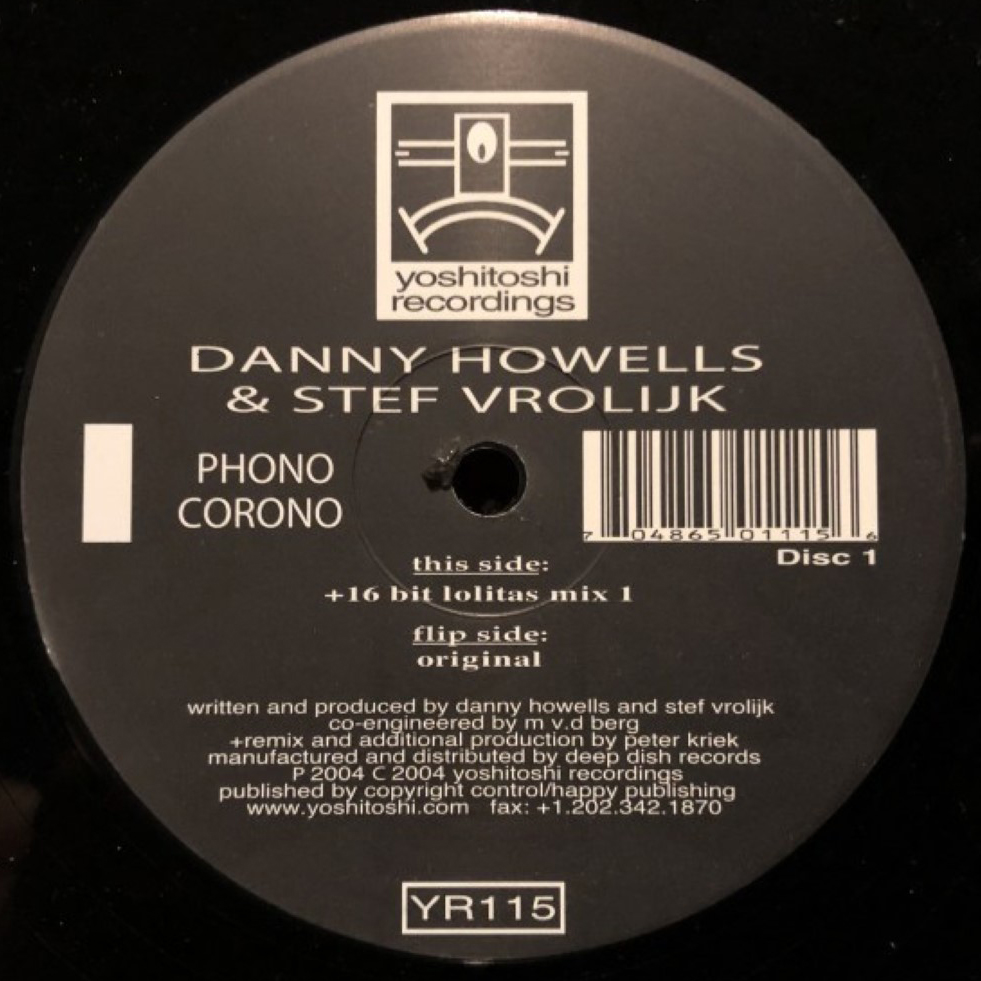 yoshitoshi
recordings
DANNY HOWELLS
& STEF VROLIJK
PHONO
CORONO
7 04865 01115 6
Disc 1
this side:
+16 bit lolitas mix 1
flip side:
original
written and produced by danny howells and stef vrolijk
co-engineered by m v.d berg
+remix and additional production by peter kriek
manufactured and distributed by deep dish records
P 2004 C 2004 yoshitoshi recordings
published by copyright control/happy publishing
www.yoshitoshi.com fax: +1.202.342.1870
YR115